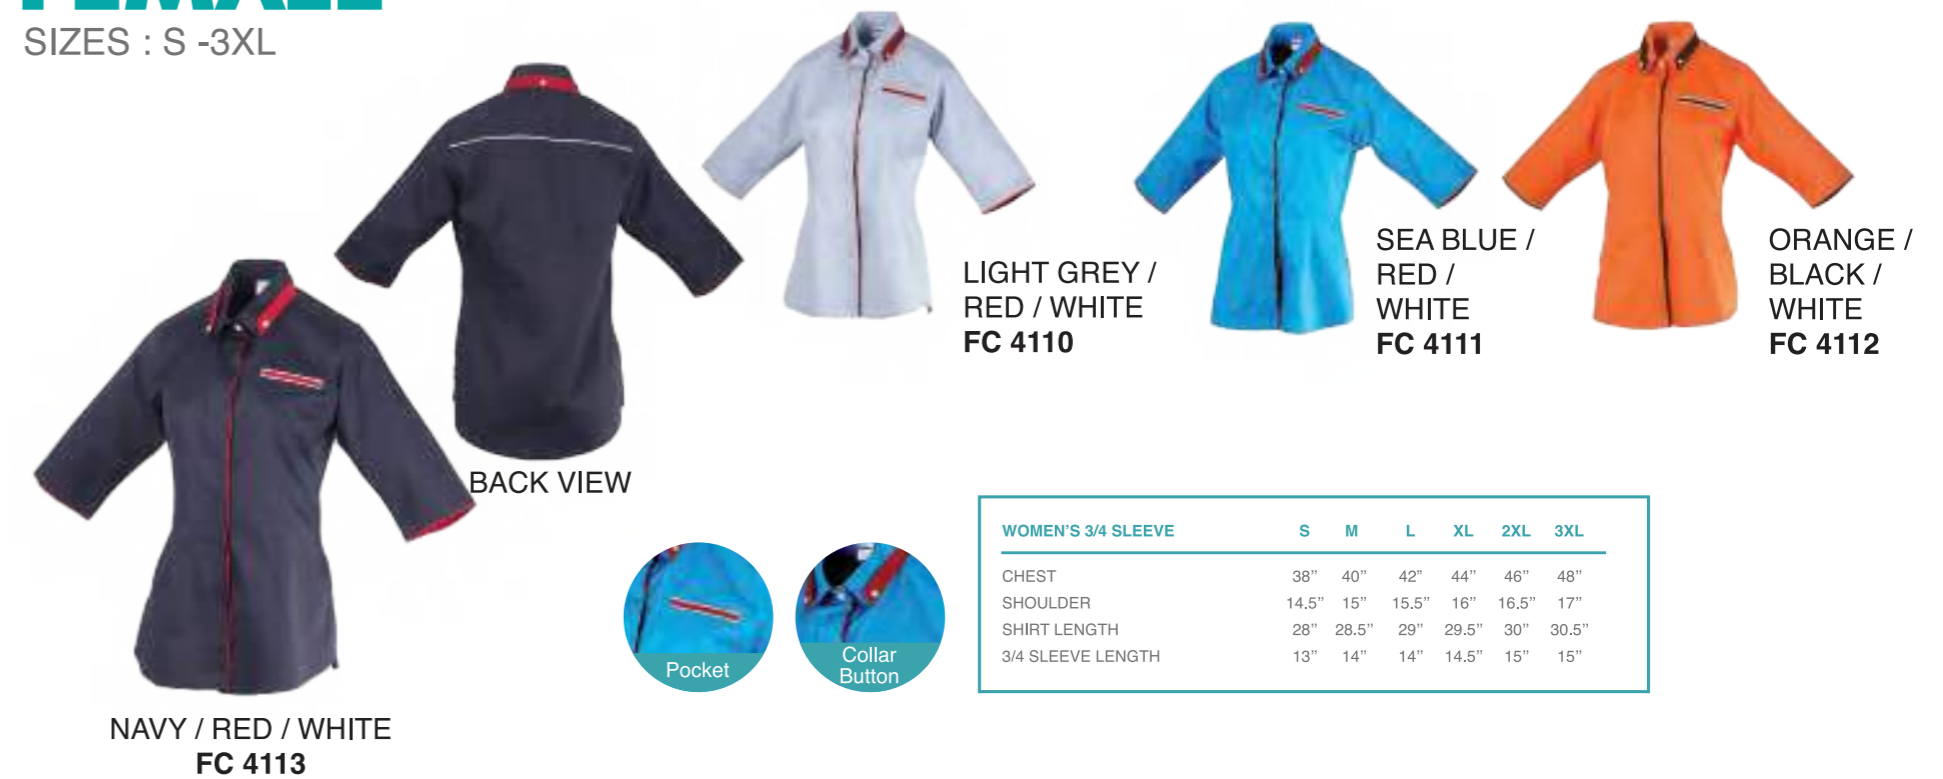 FEMALE
SIZES : S -3XL
LIGHT GREY /
RED / WHITE
FC 4110
SEA BLUE /
RED /
WHITE
FC 4111
ORANGE /
BLACK /
WHITE
FC 4112
BACK VIEW
NAVY / RED / WHITE
FC 4113
Pocket
Collar
Button
WOMEN'S 3/4 SLEEVE S M L XL 2XL 3XL
CHEST 38” 40” 42” 44” 46” 48”
SHOULDER 14.5” 15” 15.5” 16” 16.5” 17”
SHIRT LENGTH 28” 28.5” 29” 29.5” 30” 30.5”
3/4 SLEEVE LENGTH 13” 14” 14” 14.5” 15” 15”